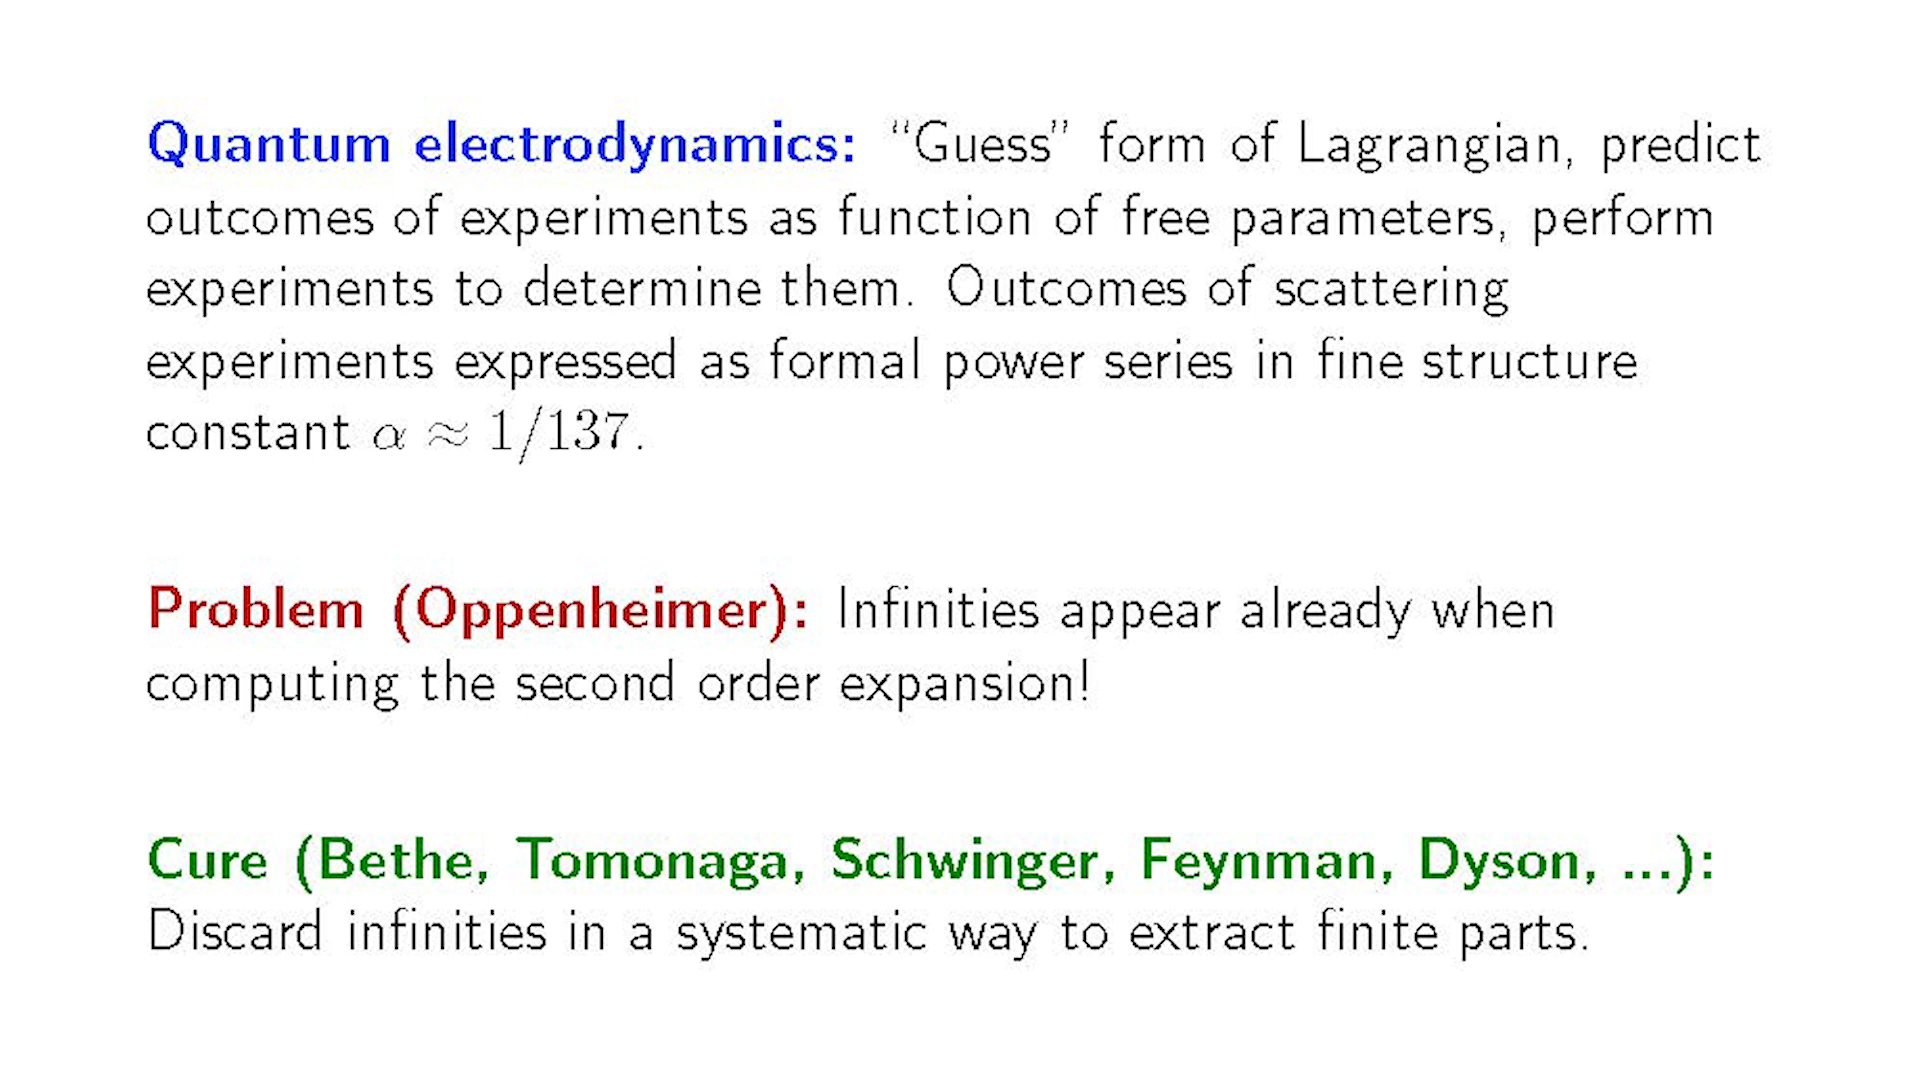 Quantum electrodynamics: “Guess” form of Lagrangian, predict
outcomes of experiments as function of free parameters, perform
experiments to determine them. Outcomes of scattering
experiments expressed as formal power series in fine structure
constant α ≈ 1/137.
Problem (Oppenheimer): Infinities appear already when
computing the second order expansion!
Cure (Bethe, Tomonaga, Schwinger, Feynman, Dyson, ...):
Discard infinities in a systematic way to extract finite parts.